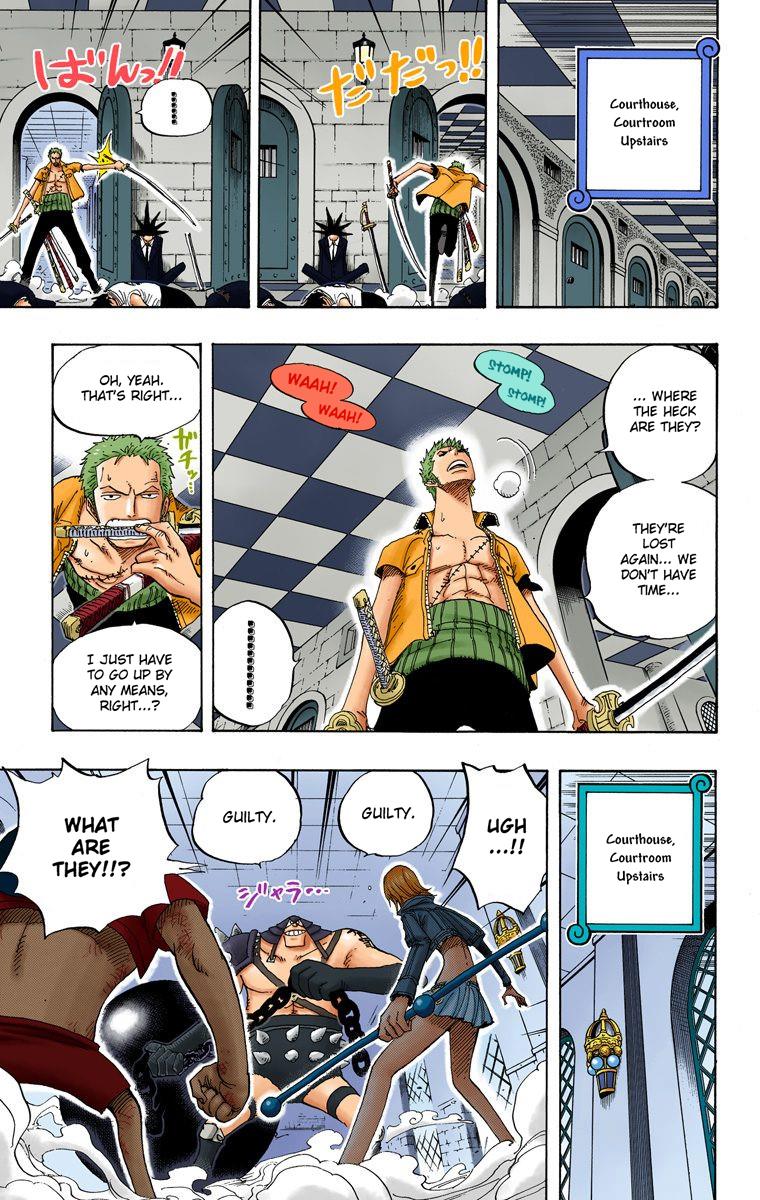 Courthouse,
Courtroom
Upstairs
だだっ!!
ばんっ!!
... WHERE
THE HECK
ARE THEY?
THEY'RE
LOST
AGAIN... WE
DON'T HAVE
TIME...
STOMP!
STOMP!
WAAH!
WAAH!
OH, YEAH.
THAT'S RIGHT...
ガチッ...
I JUST HAVE
TO GO UP BY
ANY MEANS,
RIGHT...?
Courthouse,
Courtroom
Upstairs
UGH
...!!
GUILTY.
GUILTY.
ジャラ...
WHAT
ARE
THEY!!?